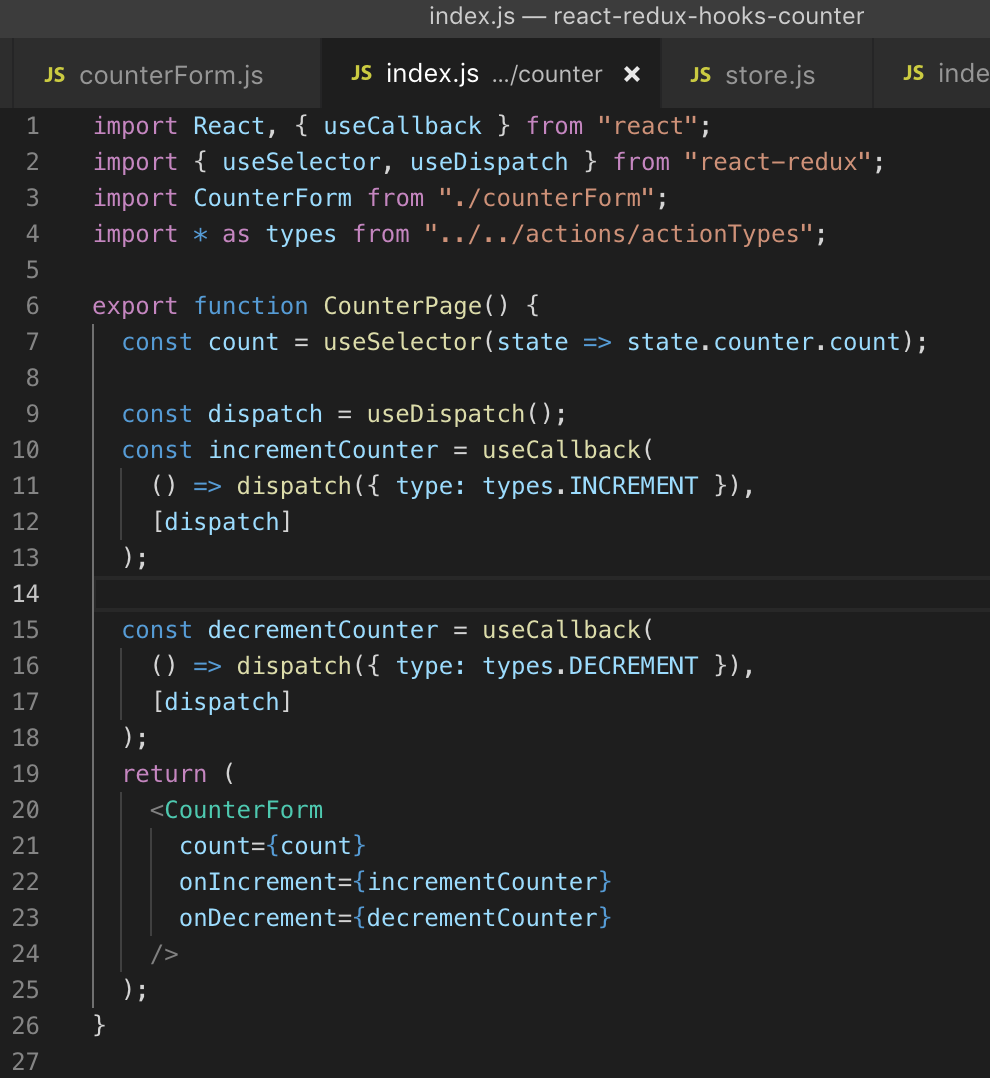 index.js — react-redux-hooks-counter
JS counterForm.js JS index.js .../counter × JS store.js JS inde
1 import React, { useCallback } from "react";
2 import { useSelector, useDispatch } from "react-redux";
3 import CounterForm from "./counterForm";
4 import * as types from "../../actions/actionTypes";
5
6 export function CounterPage() {
7   const count = useSelector(state => state.counter.count);
8
9   const dispatch = useDispatch();
10   const incrementCounter = useCallback(
11     () => dispatch({ type: types.INCREMENT }),
12     [dispatch]
13   );
14
15   const decrementCounter = useCallback(
16     () => dispatch({ type: types.DECREMENT }),
17     [dispatch]
18   );
19   return (
20     <CounterForm
21       count={count}
22       onIncrement={incrementCounter}
23       onDecrement={decrementCounter}
24     />
25   );
26 }
27